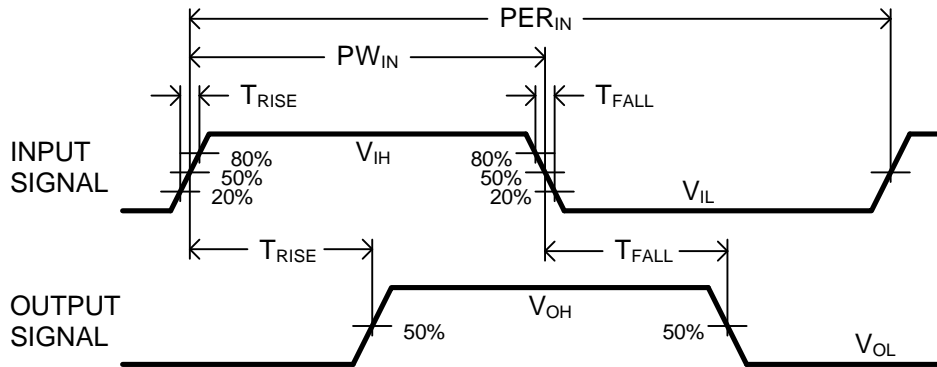 PER_IN
PW_IN
T_RISE
T_FALL
INPUT
SIGNAL
V_IH
80%
50%
20%
80%
50%
20%
V_IL
T_RISE
T_FALL
OUTPUT
SIGNAL
V_OH
50%
50%
V_OL